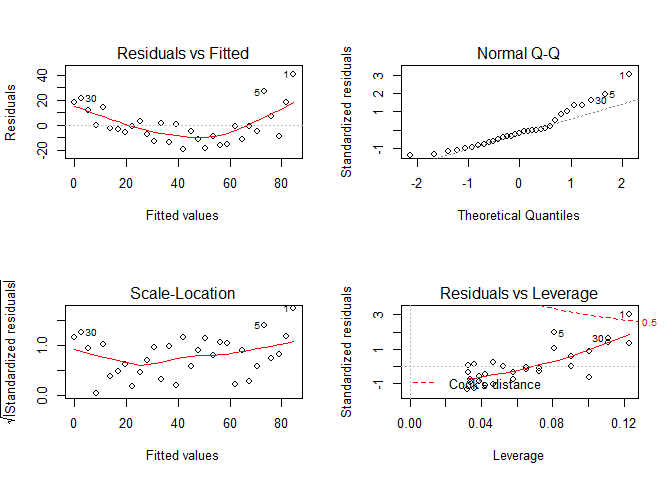 Residuals vs Fitted
Residuals
-20 0 20 40
1
5
30
0 20 40 60 80
Fitted values
Normal Q-Q
Standardized residuals
-1 1 3
1
5
30
-2 -1 0 1 2
Theoretical Quantiles
Scale-Location
√|Standardized residuals|
0.0 1.0
1
5
30
0 20 40 60 80
Fitted values
Residuals vs Leverage
Standardized residuals
-1 1 3
1
5
30
0.5
Cook's distance
0.00 0.04 0.08 0.12
Leverage